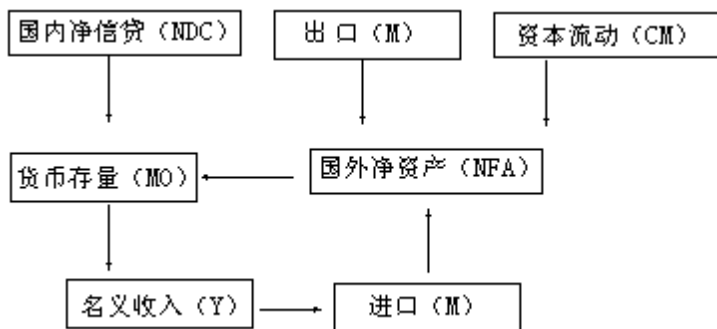 国内净信贷（NDC）
出口（M）
资本流动（CM）
货币存量（MO）
国外净资产（NFA）
名义收入（Y）
进口（M）